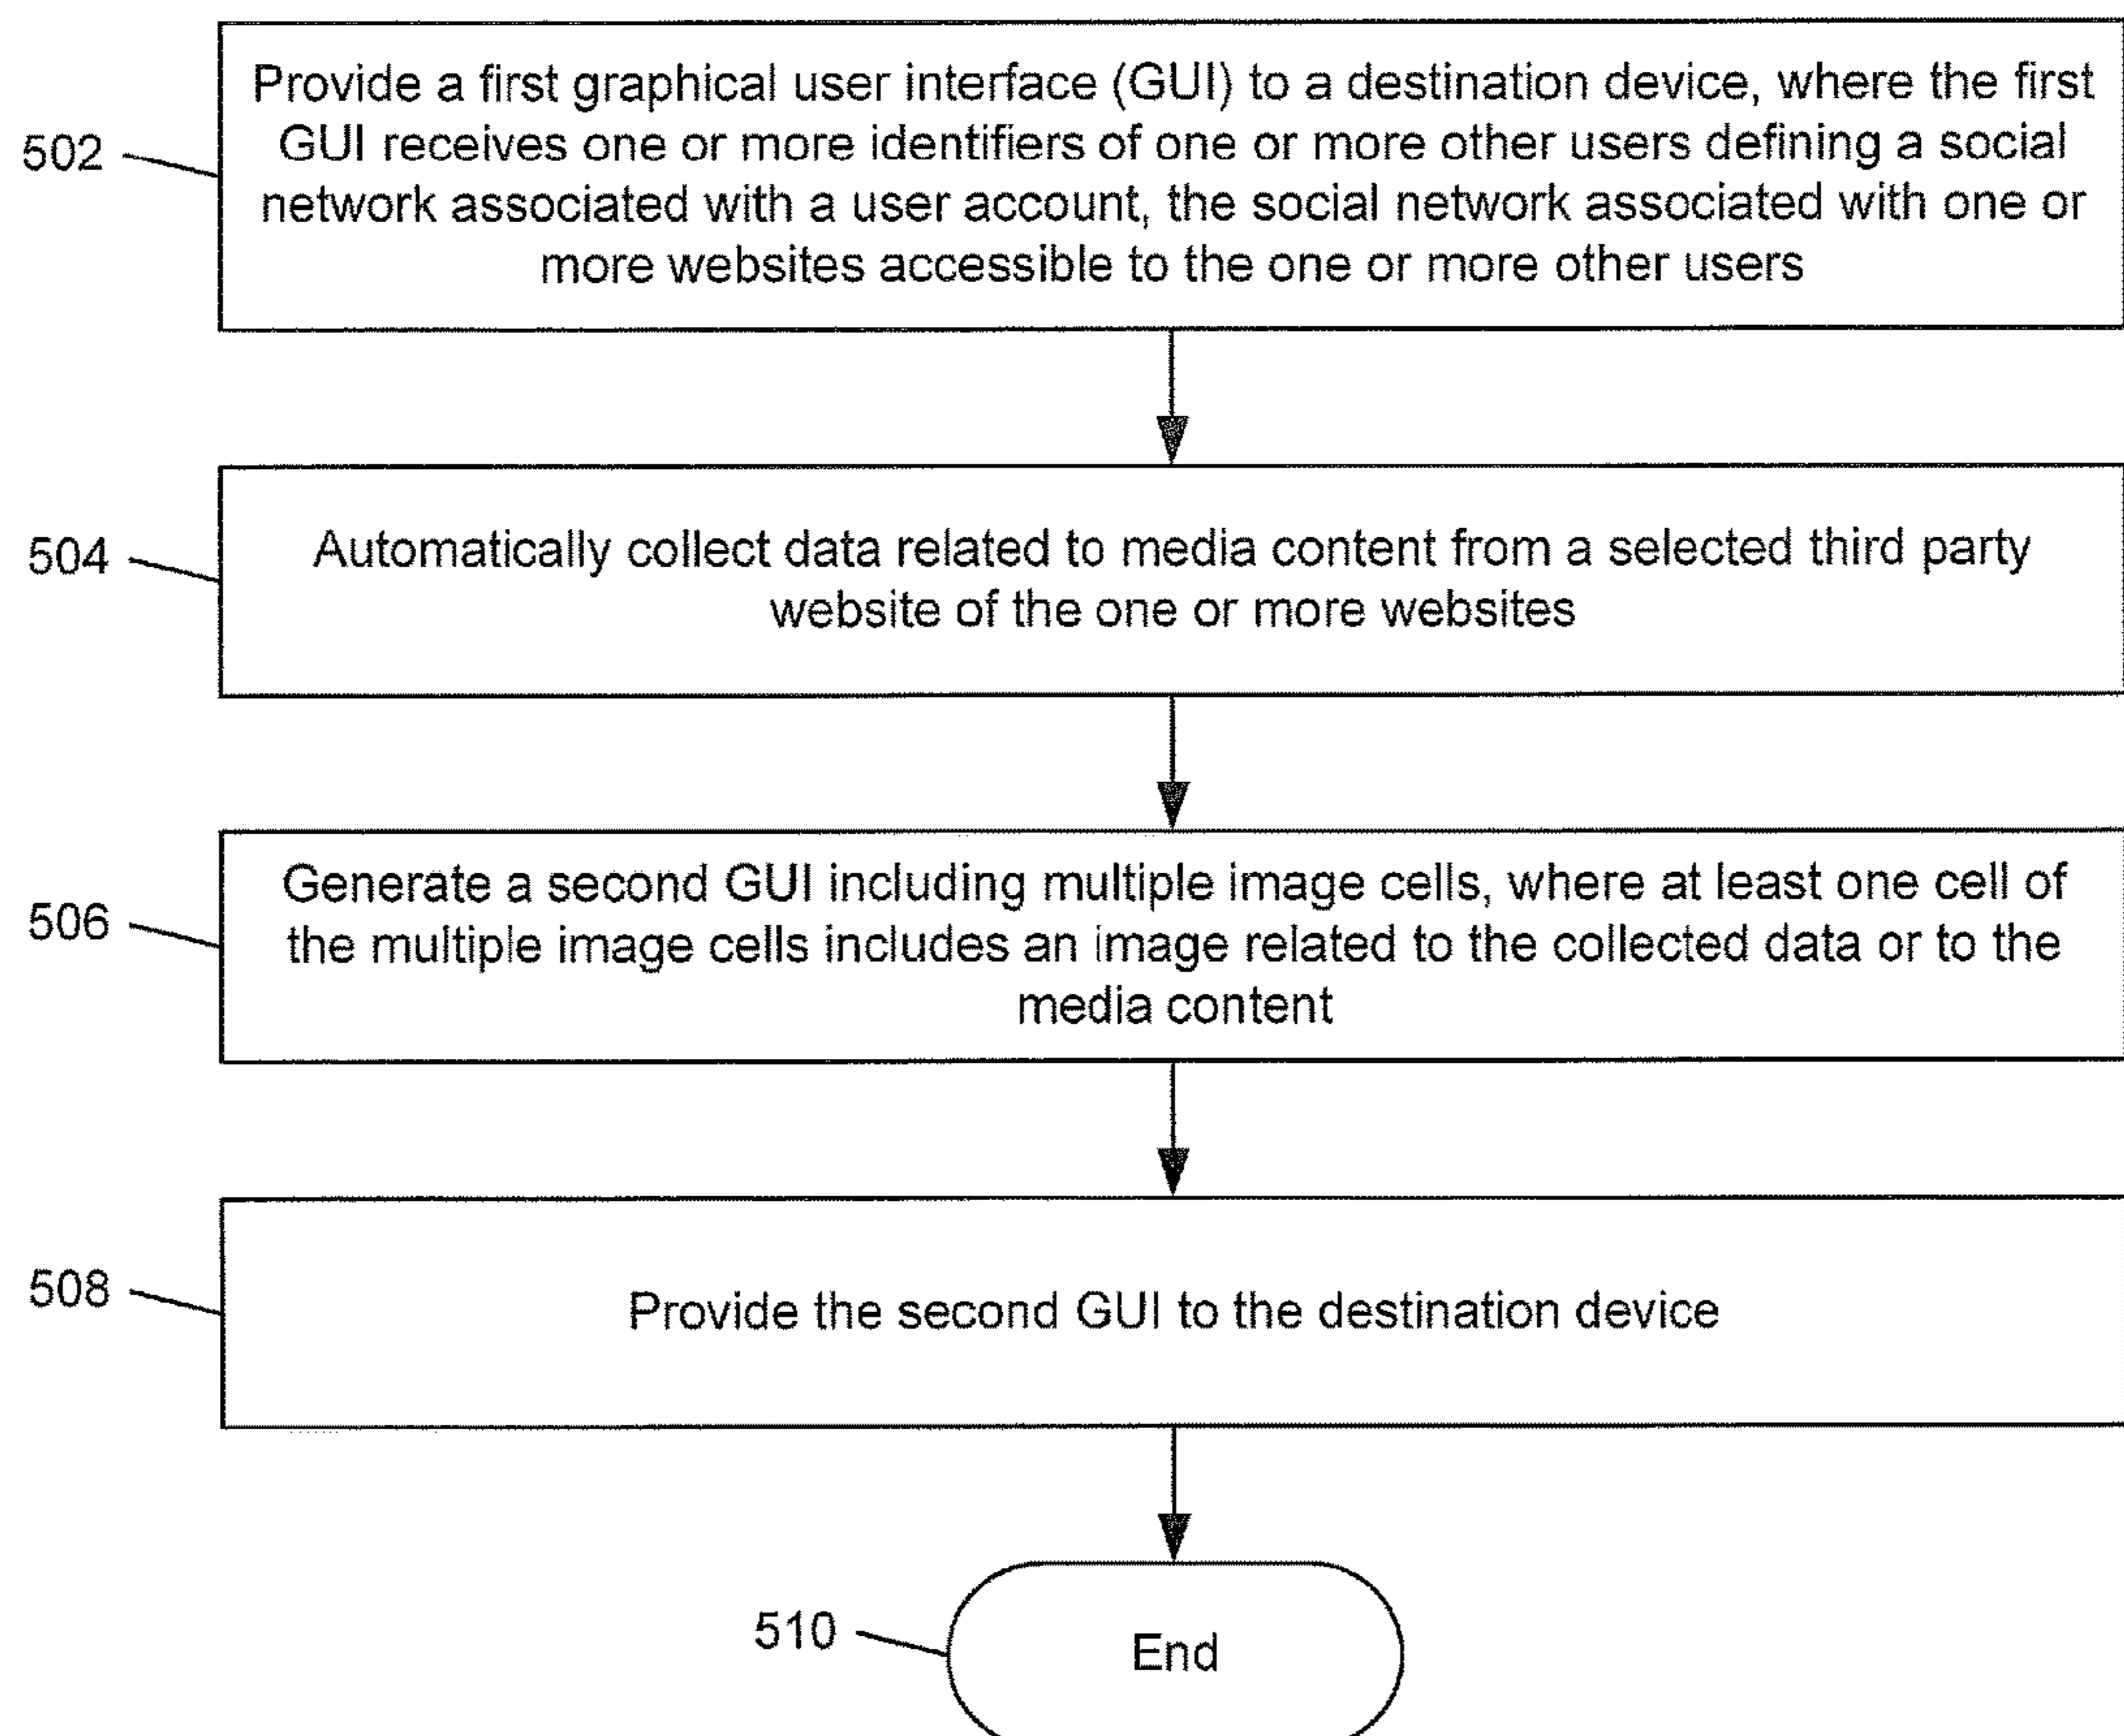 502
Provide a first graphical user interface (GUI) to a destination device, where the first
GUI receives one or more identifiers of one or more other users defining a social
network associated with a user account, the social network associated with one or
more websites accessible to the one or more other users
504
Automatically collect data related to media content from a selected third party
website of the one or more websites
506
Generate a second GUI including multiple image cells, where at least one cell of
the multiple image cells includes an image related to the collected data or to the
media content
508
Provide the second GUI to the destination device
510
End